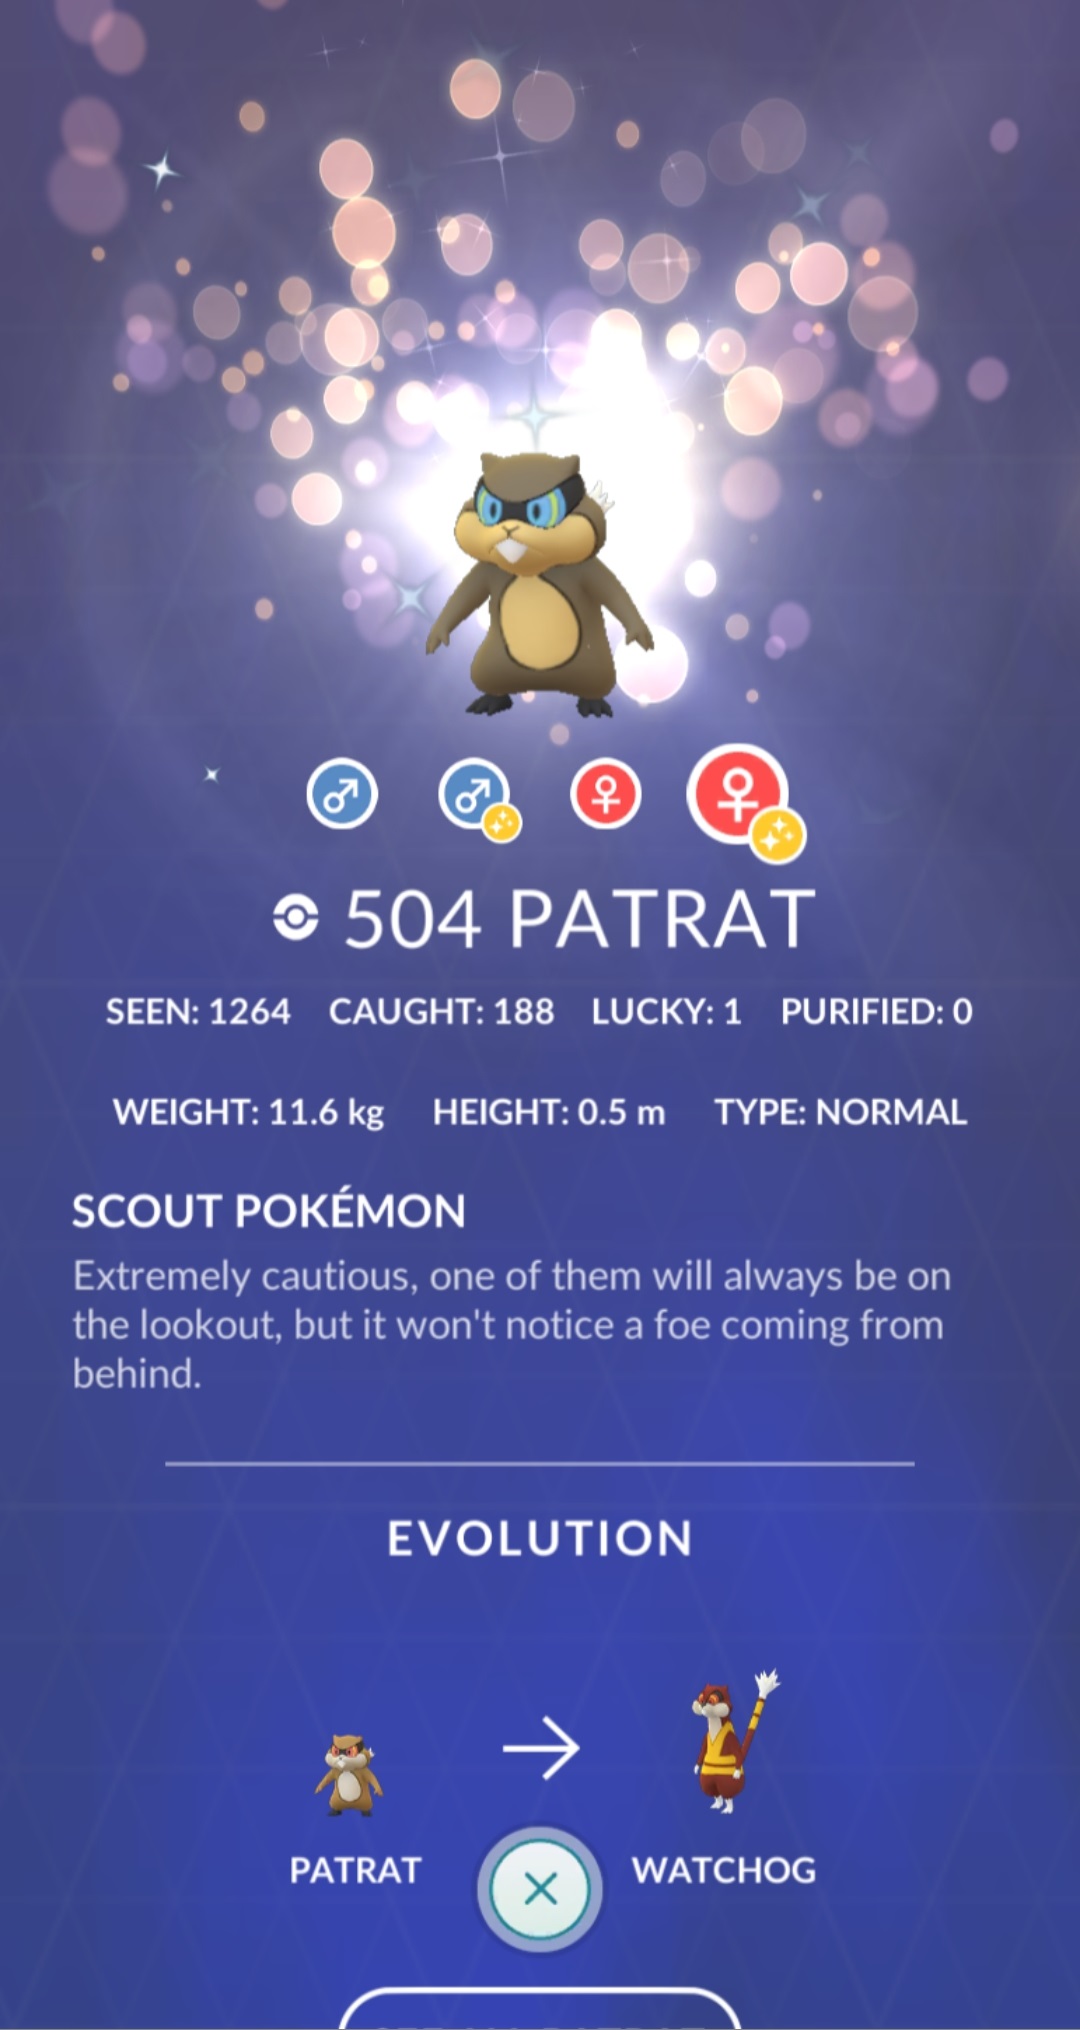 504 PATRAT
SEEN: 1264 CAUGHT: 188 LUCKY: 1 PURIFIED: 0
WEIGHT: 11.6 kg HEIGHT: 0.5 m TYPE: NORMAL
SCOUT POKÉMON
Extremely cautious, one of them will always be on
the lookout, but it won't notice a foe coming from
behind.
EVOLUTION
PATRAT WATCHOG